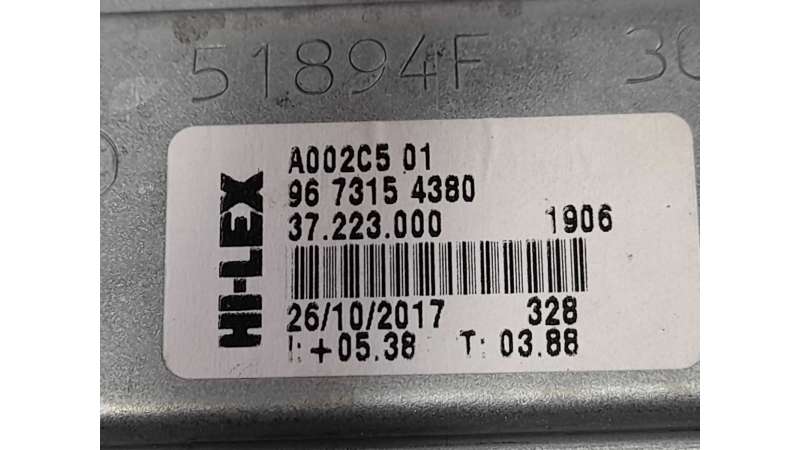 51894F
HI-LEX
A002C5 01
96 7315 4380
37.223.000 1906
26/10/2017 328
I: +05.38 T: 03.88